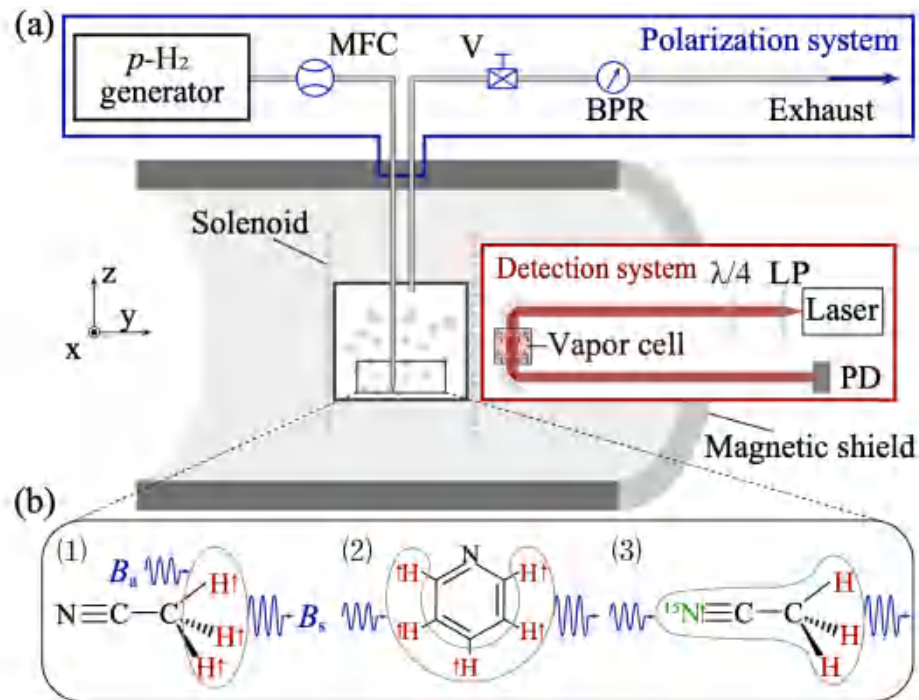 (a)
p-H₂
generator
MFC
V
BPR
Polarization system
Exhaust
Solenoid
z
y
x
Detection system
λ/4
LP
Laser
Vapor cell
PD
Magnetic shield
(b)
(1)
Bₐ
N≡C–C
H↑
H↑
H↑
Bₛ
(2)
N
↑H
H↑
↑H
H↑
↑H
(3)
¹⁵N≡C–C
H
H
H